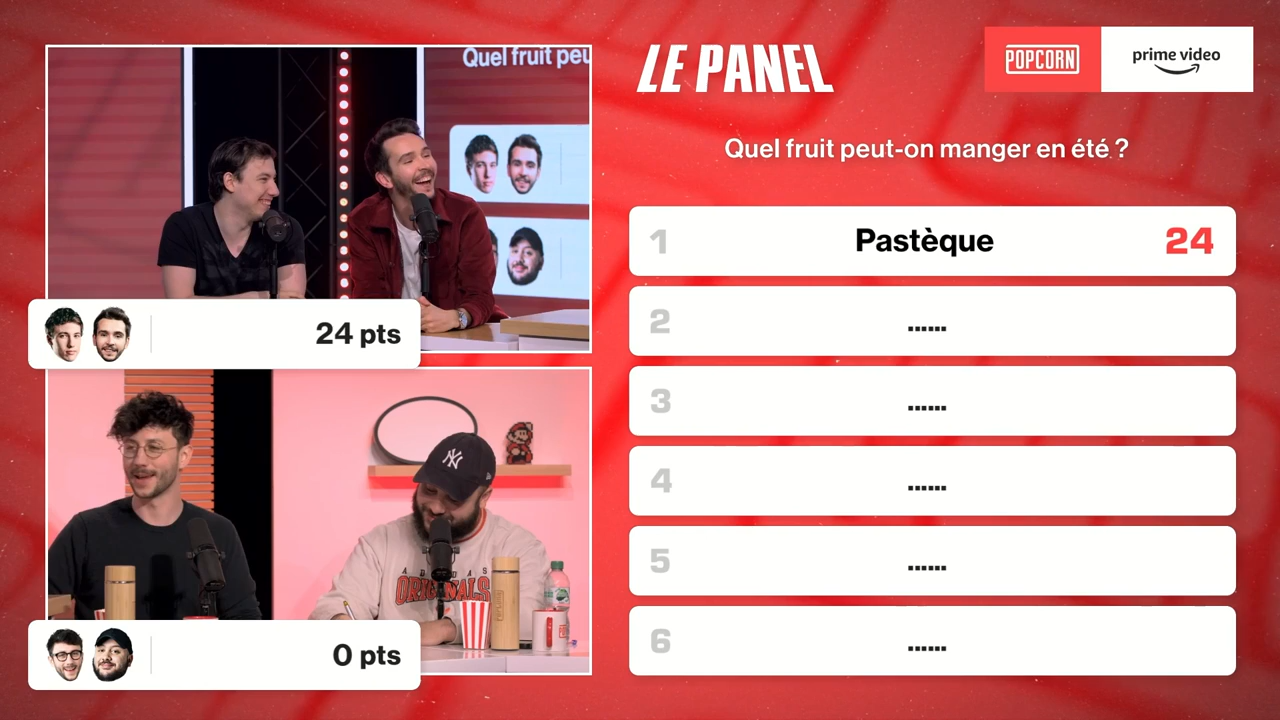 Quel fruit peu
24 pts
ADIDAS
ORIGINALS
0 pts
LE PANEL
POPCORN
prime video
Quel fruit peut-on manger en été ?
1 Pastèque 24
2 ......
3 ......
4 ......
5 ......
6 ......